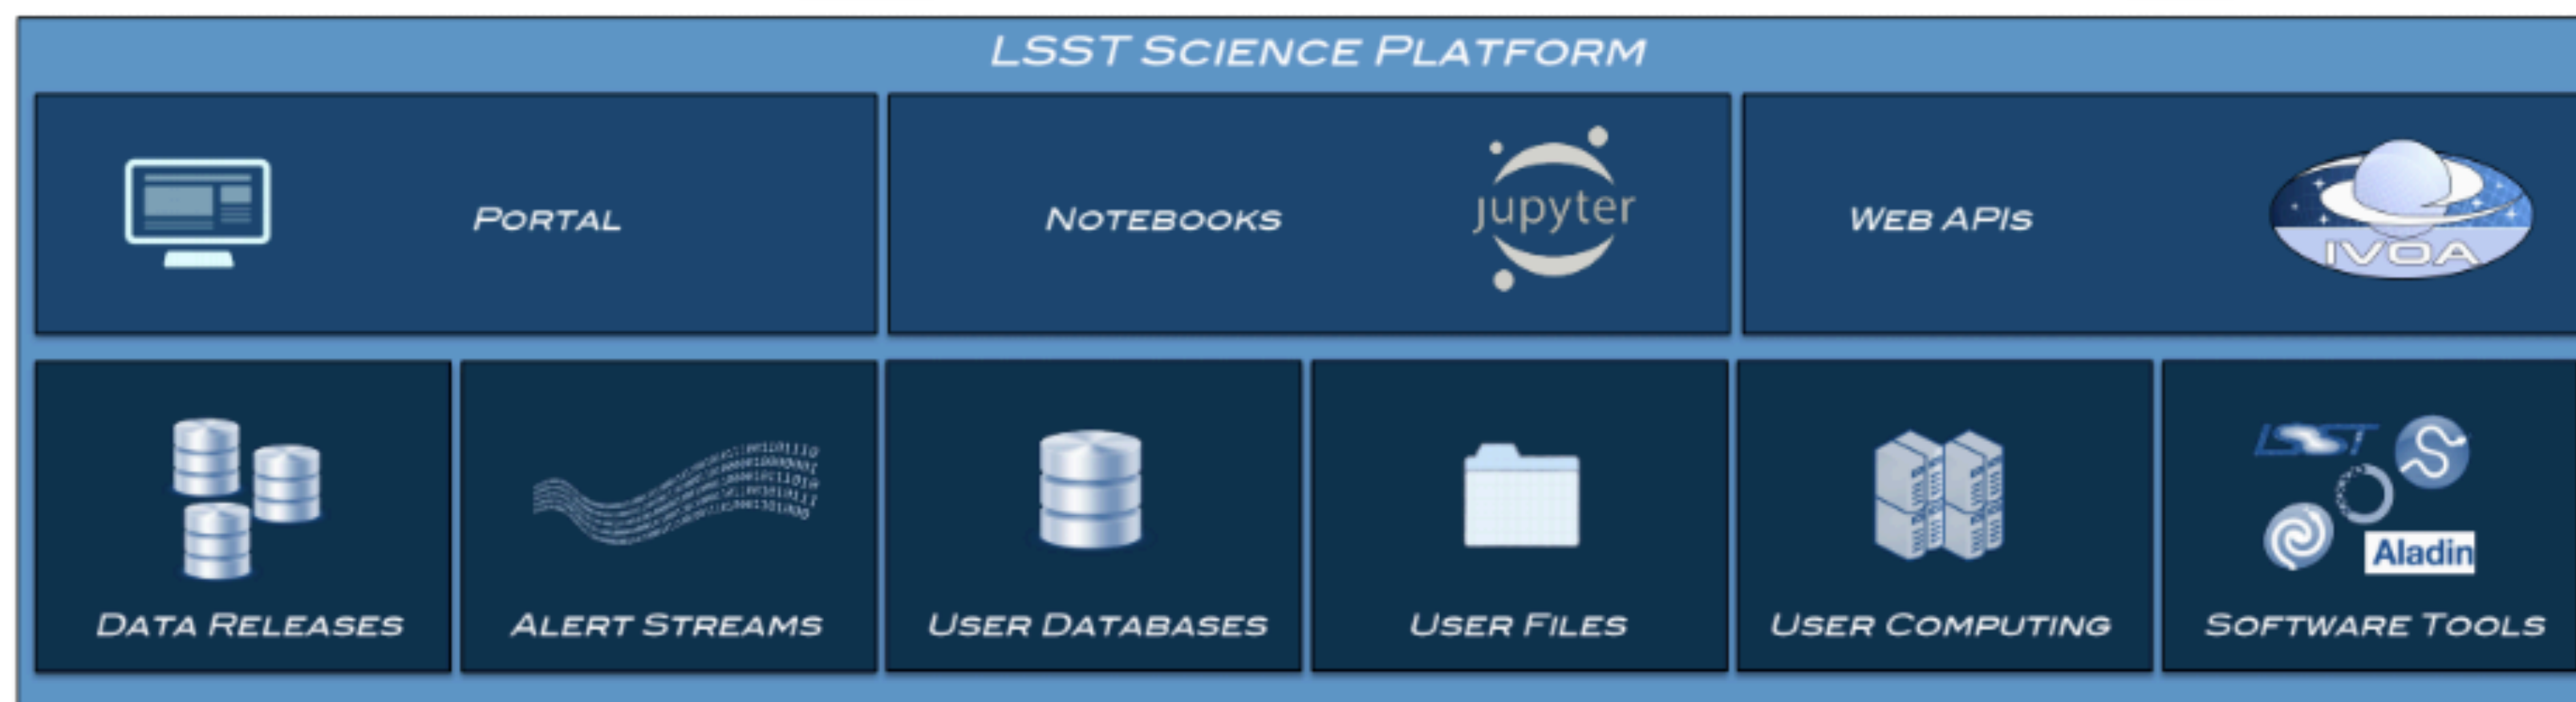 LSST SCIENCE PLATFORM
PORTAL
NOTEBOOKS
jupyter
WEB APIS
IVOA
LSST
Aladin
DATA RELEASES
ALERT STREAMS
USER DATABASES
USER FILES
USER COMPUTING
SOFTWARE TOOLS